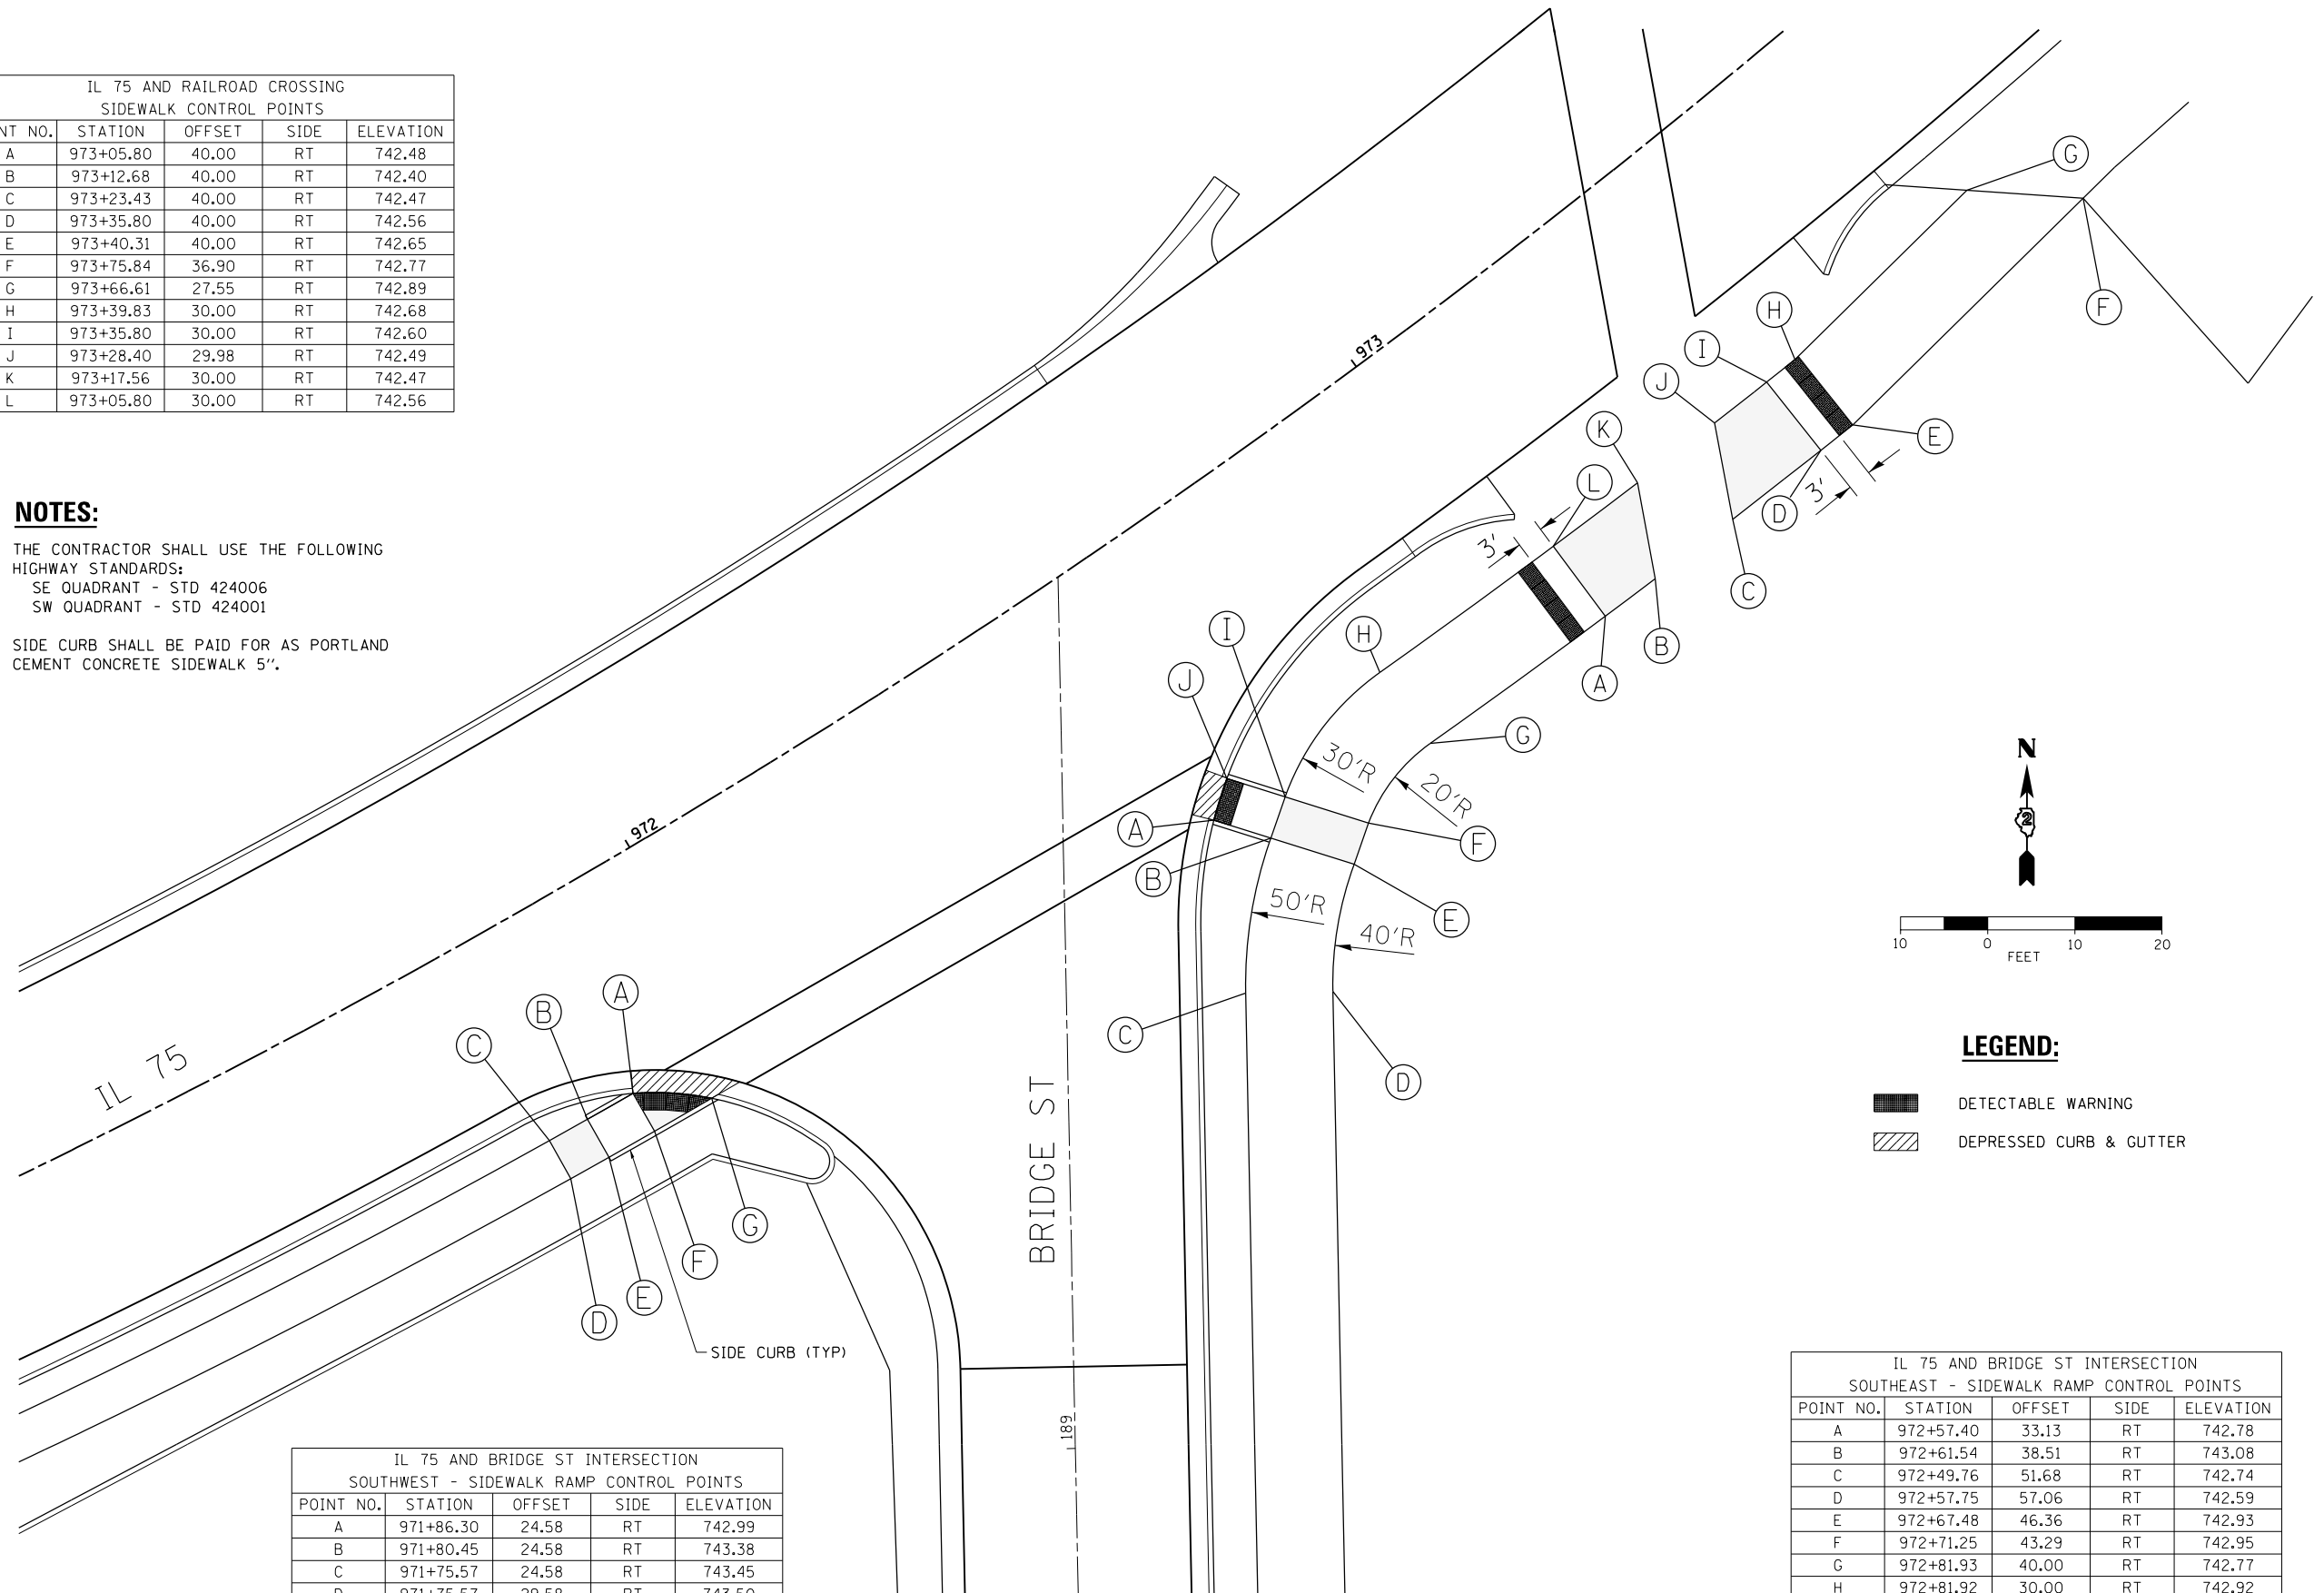 IL 75 AND RAILROAD CROSSING
SIDEWALK CONTROL POINTS
NT NO. STATION OFFSET SIDE ELEVATION
A 973+05.80 40.00 RT 742.48
B 973+12.68 40.00 RT 742.40
C 973+23.43 40.00 RT 742.47
D 973+35.80 40.00 RT 742.56
E 973+40.31 40.00 RT 742.65
F 973+75.84 36.90 RT 742.77
G 973+66.61 27.55 RT 742.89
H 973+39.83 30.00 RT 742.68
I 973+35.80 30.00 RT 742.60
J 973+28.40 29.98 RT 742.49
K 973+17.56 30.00 RT 742.47
L 973+05.80 30.00 RT 742.56
NOTES:
THE CONTRACTOR SHALL USE THE FOLLOWING
HIGHWAY STANDARDS:
SE QUADRANT - STD 424006
SW QUADRANT - STD 424001
SIDE CURB SHALL BE PAID FOR AS PORTLAND
CEMENT CONCRETE SIDEWALK 5''.
G
F
H
I
J
E
973
K
L
D
3'
3'
C
B
A
I
H
J
G
30'R
20'R
972
A
F
B
50'R
E
40'R
C
D
N
2
10 0 10 20
FEET
LEGEND:
DETECTABLE WARNING
DEPRESSED CURB & GUTTER
IL 75
A
B
C
G
F
E
D
SIDE CURB (TYP)
BRIDGE ST
189
IL 75 AND BRIDGE ST INTERSECTION
SOUTHWEST - SIDEWALK RAMP CONTROL POINTS
POINT NO. STATION OFFSET SIDE ELEVATION
A 971+86.30 24.58 RT 742.99
B 971+80.45 24.58 RT 743.38
C 971+75.57 24.58 RT 743.45
D 971+75.57 29.58 RT 743.50
IL 75 AND BRIDGE ST INTERSECTION
SOUTHEAST - SIDEWALK RAMP CONTROL POINTS
POINT NO. STATION OFFSET SIDE ELEVATION
A 972+57.40 33.13 RT 742.78
B 972+61.54 38.51 RT 743.08
C 972+49.76 51.68 RT 742.74
D 972+57.75 57.06 RT 742.59
E 972+67.48 46.36 RT 742.93
F 972+71.25 43.29 RT 742.95
G 972+81.93 40.00 RT 742.77
H 972+81.92 30.00 RT 742.92